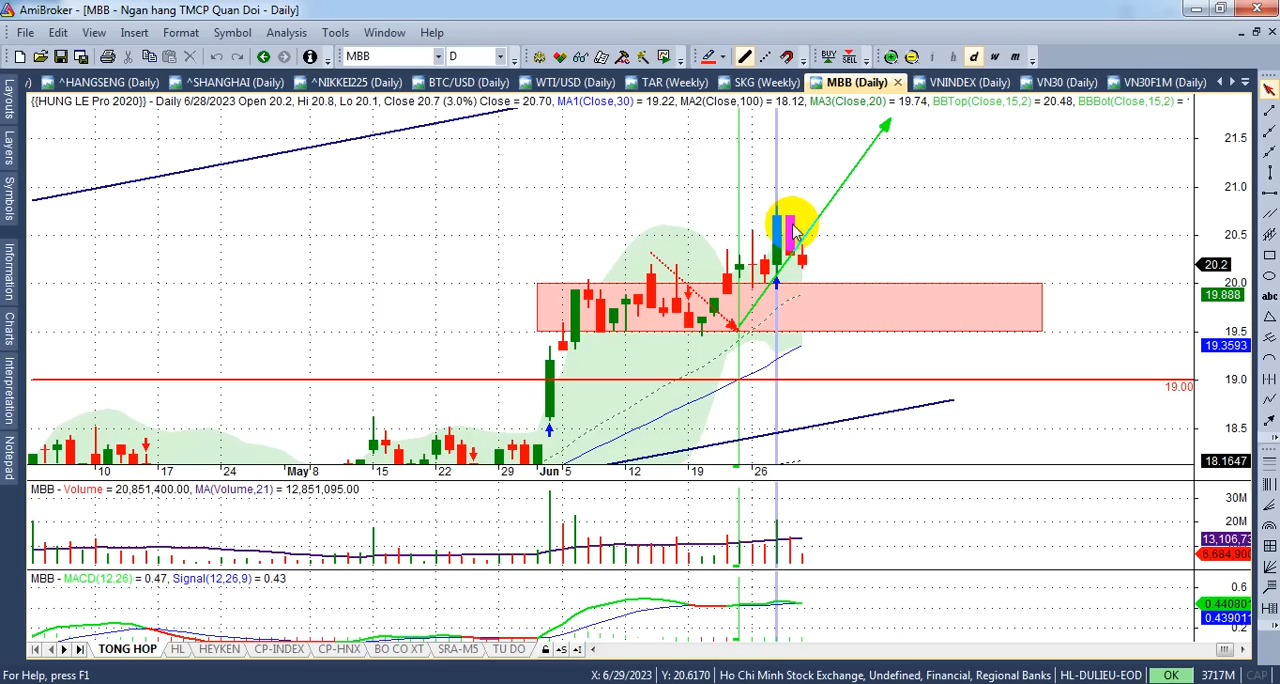 AmiBroker - [MBB - Ngan hang TMCP Quan Doi - Daily]
File Edit View Insert Format Symbol Analysis Tools Window Help
MBB D BUY SELL i h d w m
^HANGSENG (Daily) ^SHANGHAI (Daily) ^NIKKEI225 (Daily) BTC/USD (Daily) WTI/USD (Daily) TAR (Weekly) SKG (Weekly) MBB (Daily) VNINDEX (Daily) VN30 (Daily) VN30F1M (Daily)
{{HUNG LE Pro 2020}} - Daily 6/28/2023 Open 20.2, Hi 20.8, Lo 20.1, Close 20.7 (3.0%) Close = 20.70, MA1(Close,30) = 19.22, MA2(Close,100) = 18.12, MA3(Close,20) = 19.74, BBTop(Close,15,2) = 20.48, BBBot(Close,15,2) =
Layouts
Layers
Symbols
Information
Charts
Interpretation
Notepad
21.5
21.0
20.5
20.2
20.0
19.888
19.5
19.3593
19.0
19.00
18.5
18.1647
10 17 24 May 8 15 22 29 Jun 5 12 19 26
abc
MBB - Volume = 20,851,400.00, MA(Volume,21) = 12,851,095.00
30M
20M
13,106,73
6,684,900
MBB - MACD(12,26) = 0.47, Signal(12,26,9) = 0.43
0.6
0.440801
0.439011
0.2
TONG HOP HL HEYKEN CP-INDEX CP-HNX BO CO XT SRA-M5 TU DO
For Help, press F1 X: 6/29/2023 Y: 20.6170 Ho Chi Minh Stock Exchange, Undefined, Financial, Regional Banks HL-DULIEU-EOD OK 3717M CAP